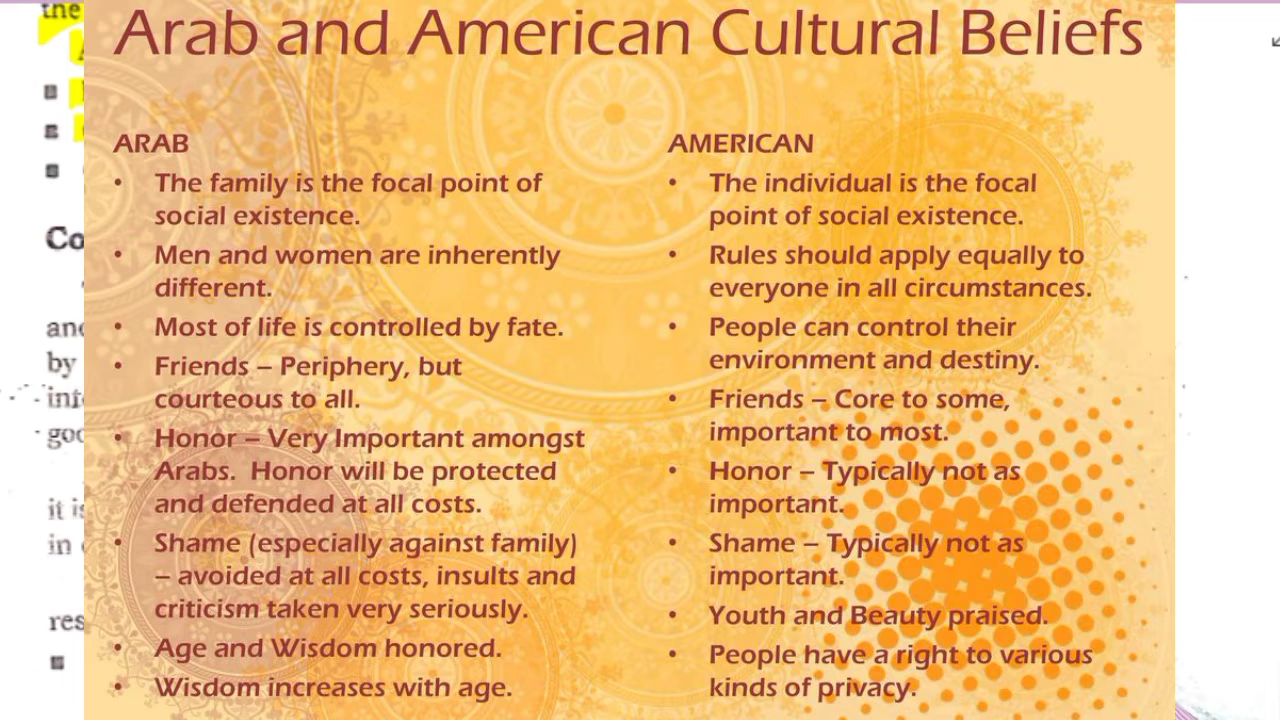 the
Arab and American Cultural Beliefs
ARAB
• The family is the focal point of
social existence.
• Men and women are inherently
different.
• Most of life is controlled by fate.
• Friends – Periphery, but
courteous to all.
• Honor – Very Important amongst
Arabs.  Honor will be protected
and defended at all costs.
• Shame (especially against family)
– avoided at all costs, insults and
criticism taken very seriously.
• Age and Wisdom honored.
• Wisdom increases with age.
AMERICAN
• The individual is the focal
point of social existence.
• Rules should apply equally to
everyone in all circumstances.
• People can control their
environment and destiny.
• Friends – Core to some,
important to most.
• Honor – Typically not as
important.
• Shame – Typically not as
important.
• Youth and Beauty praised.
• People have a right to various
kinds of privacy.
by
it is
in